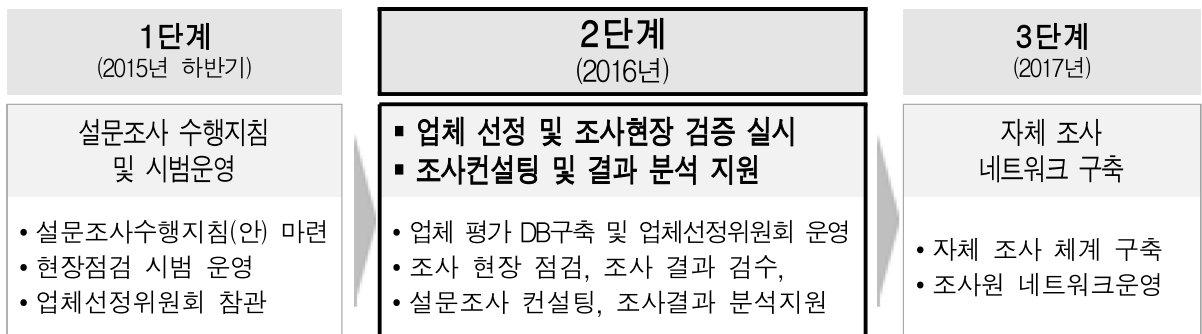 1단계
(2015년 하반기)
설문조사 수행지침
및 시범운영
• 설문조사수행지침(안) 마련
• 현장점검 시범 운영
• 업체선정위원회 참관
2단계
(2016년)
▪ 업체 선정 및 조사현장 검증 실시
▪ 조사컨설팅 및 결과 분석 지원
• 업체 평가 DB구축 및 업체선정위원회 운영
• 조사 현장 점검, 조사 결과 검수,
• 설문조사 컨설팅, 조사결과 분석지원
3단계
(2017년)
자체 조사
네트워크 구축
• 자체 조사 체계 구축
• 조사원 네트워크운영